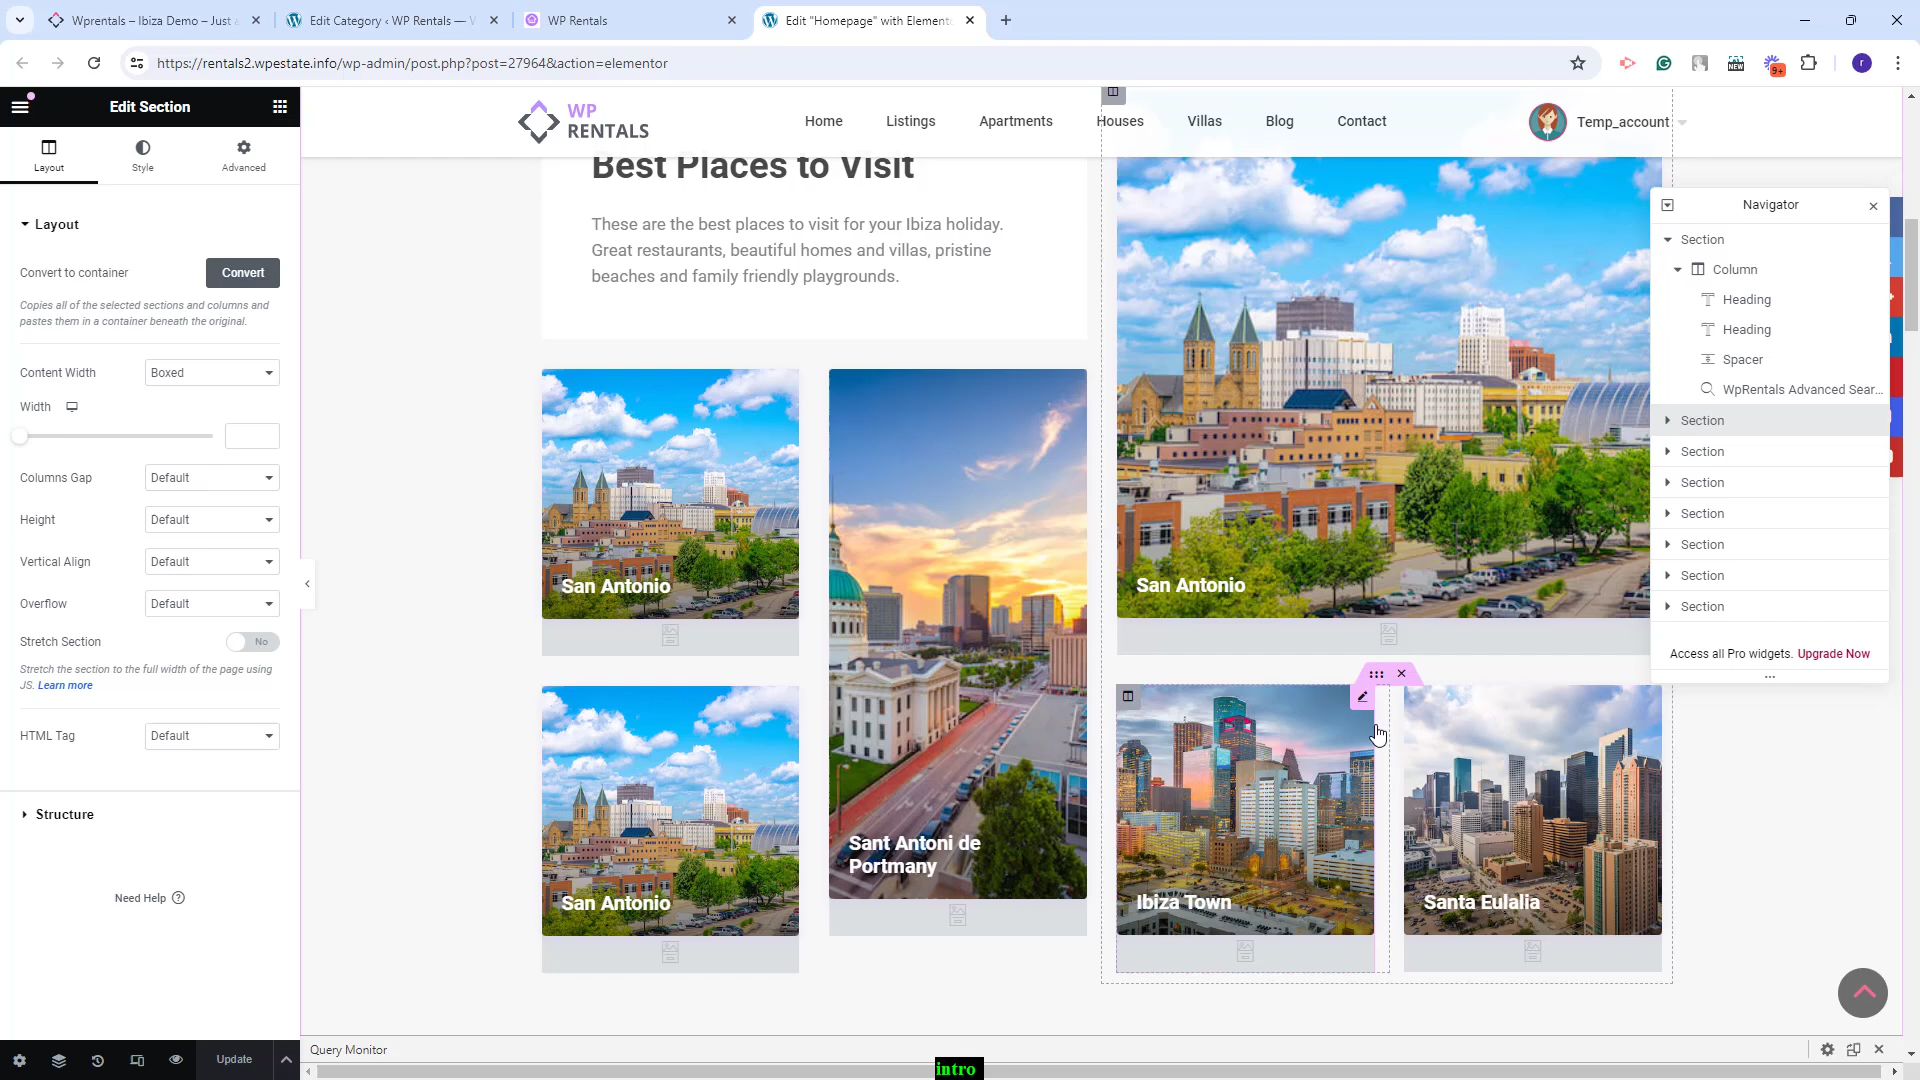 Wprentals – Ibiza Demo – Just a
Edit Category ‹ WP Rentals — W
WP Rentals
Edit "Homepage" with Elemento
https://rentals2.wpestate.info/wp-admin/post.php?post=27964&action=elementor
NEW
9+
r
Edit Section
Layout
Style
Advanced
Layout
Convert to container
Convert
Copies all of the selected sections and columns and
pastes them in a container beneath the original.
Content Width
Boxed
Width
Columns Gap
Default
Height
Default
Vertical Align
Default
Overflow
Default
Stretch Section
No
Stretch the section to the full width of the page using
JS. Learn more
HTML Tag
Default
Structure
Need Help
Update
WP
RENTALS
Home
Listings
Apartments
Houses
Villas
Blog
Contact
Temp_account
Best Places to Visit
These are the best places to visit for your Ibiza holiday.
Great restaurants, beautiful homes and villas, pristine
beaches and family friendly playgrounds.
San Antonio
San Antonio
Sant Antoni de
Portmany
San Antonio
Ibiza Town
Santa Eulalia
Navigator
Section
Column
Heading
Heading
Spacer
WpRentals Advanced Sear...
Section
Section
Section
Section
Section
Section
Section
Access all Pro widgets. Upgrade Now
Query Monitor
intro